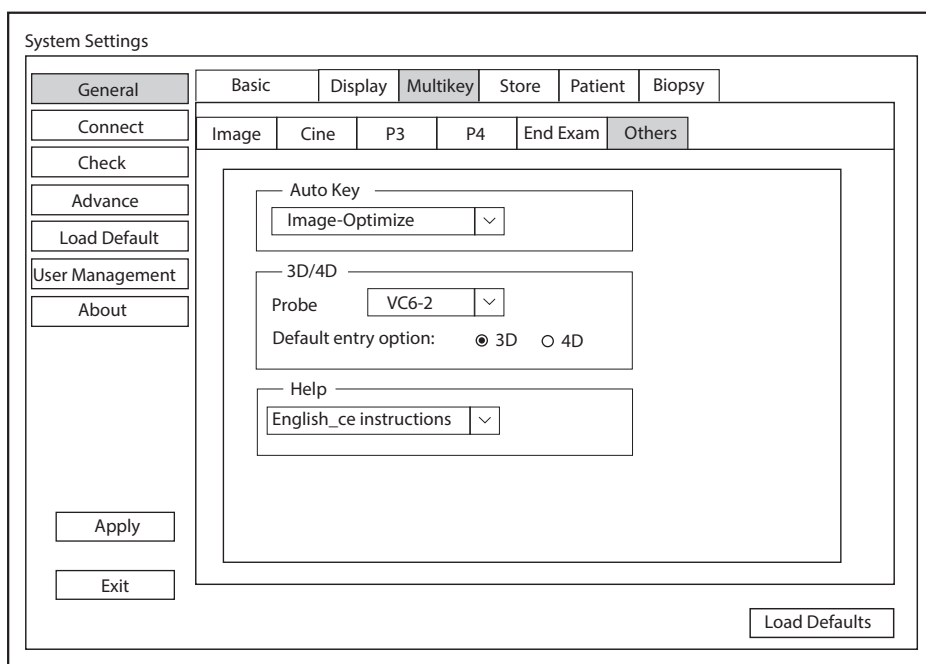 System Settings
General
Connect
Check
Advance
Load Default
User Management
About
Apply
Exit
Basic Display Multikey Store Patient Biopsy
Image Cine P3 P4 End Exam Others
Auto Key
Image-Optimize
3D/4D
Probe VC6-2
Default entry option: 3D 4D
Help
English_ce instructions
Load Defaults